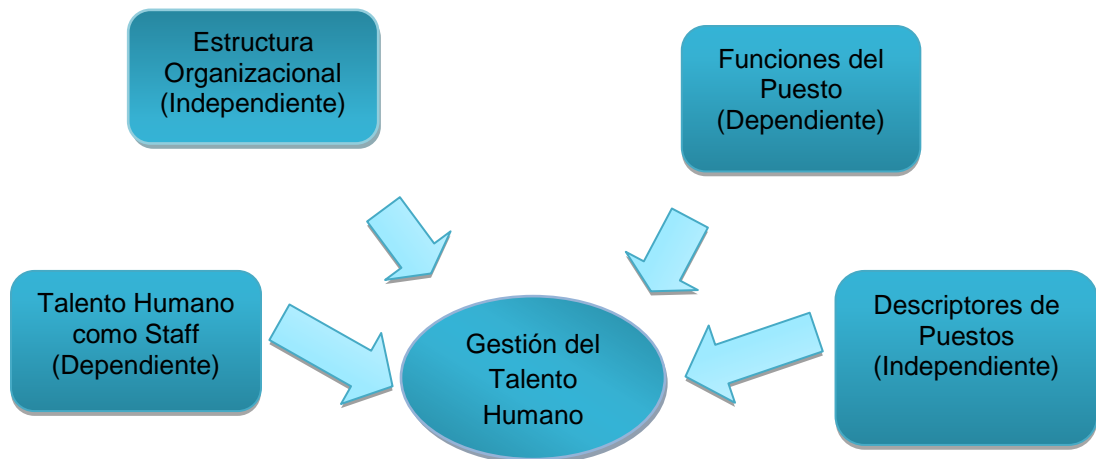 Estructura
Organizacional
(Independiente)
Funciones del
Puesto
(Dependiente)
Talento Humano
como Staff
(Dependiente)
Gestión del
Talento
Humano
Descriptores de
Puestos
(Independiente)